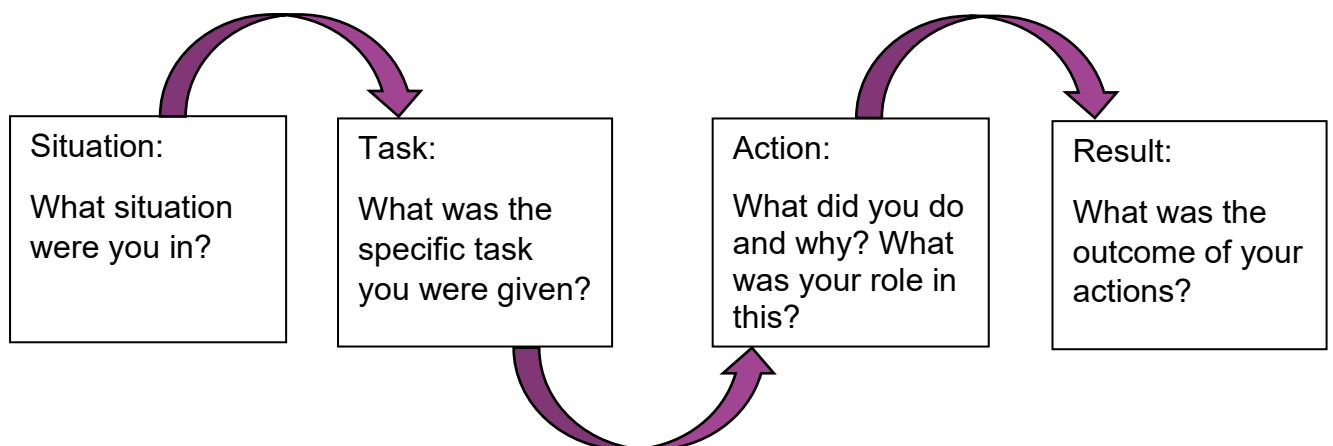 Situation:
What situation
were you in?
Task:
What was the
specific task
you were given?
Action:
What did you do
and why? What
was your role in
this?
Result:
What was the
outcome of your
actions?